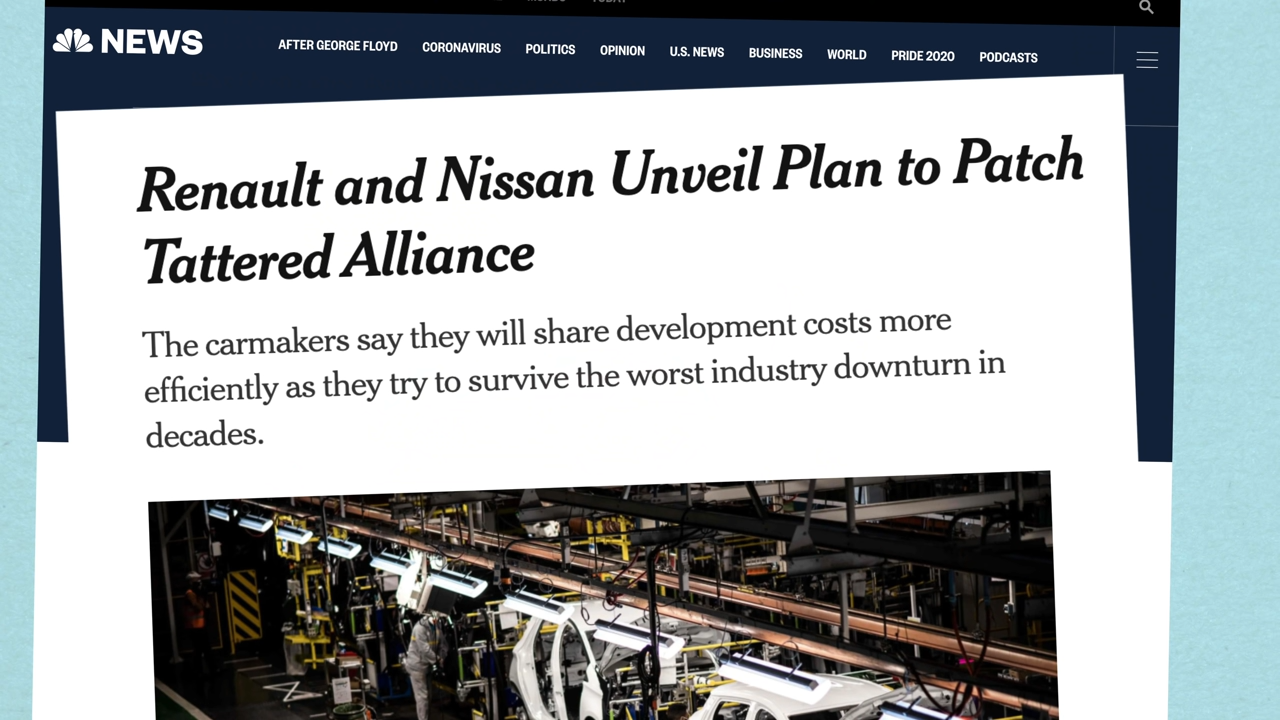 NEWS
AFTER GEORGE FLOYD CORONAVIRUS POLITICS OPINION U.S. NEWS BUSINESS WORLD PRIDE 2020 PODCASTS
Renault and Nissan Unveil Plan to Patch
Tattered Alliance
The carmakers say they will share development costs more
efficiently as they try to survive the worst industry downturn in
decades.